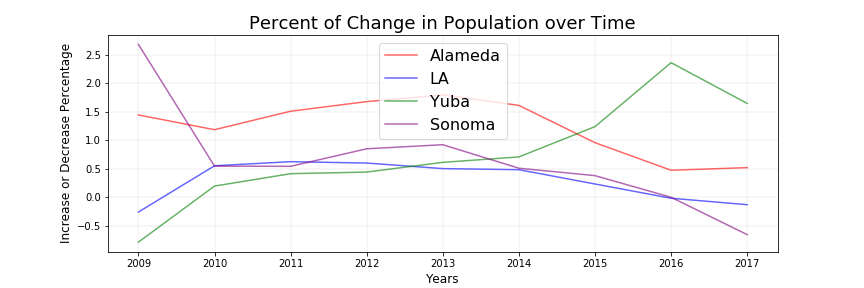 Percent of Change in Population over Time
Increase or Decrease Percentage
2.5
2.0
1.5
1.0
0.5
0.0
−0.5
Alameda
LA
Yuba
Sonoma
2009 2010 2011 2012 2013 2014 2015 2016 2017
Years